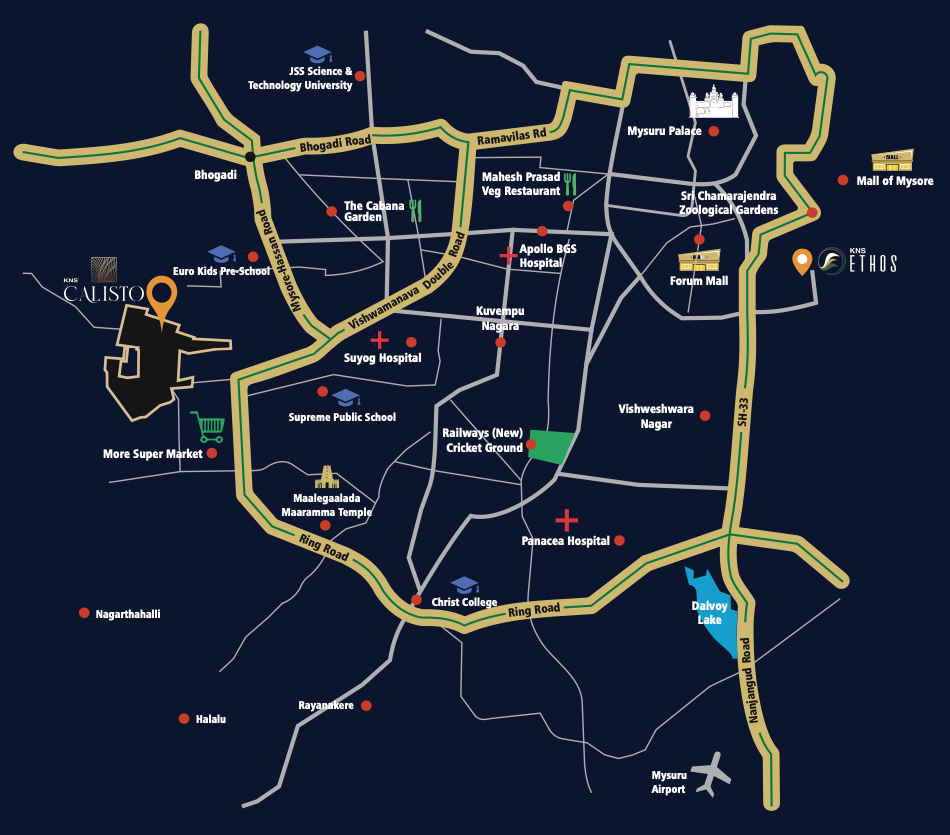 JSS Science &
Technology University
Bhogadi Road
Ramavilas Rd
Mysuru Palace
MALL
Mall of Mysore
Bhogadi
Mahesh Prasad
Veg Restaurant
The Cabana
Garden
Sri Chamarajendra
Zoological Gardens
Mysore-Hassan Road
Vishwamanava Double Road
Apollo BGS
Hospital
KNS
ETHOS
Euro Kids Pre-School
Forum Mall
KNS
CALISTO
Kuvempu
Nagara
Suyog Hospital
SH-33
Supreme Public School
Vishweshwara
Nagar
Railways (New)
Cricket Ground
More Super Market
Maalegaalada
Maaramma Temple
Ring Road
Panacea Hospital
Christ College
Ring Road
Dalvoy
Lake
Nagarthahalli
Nanjangud Road
Rayanakere
Halalu
Mysuru
Airport